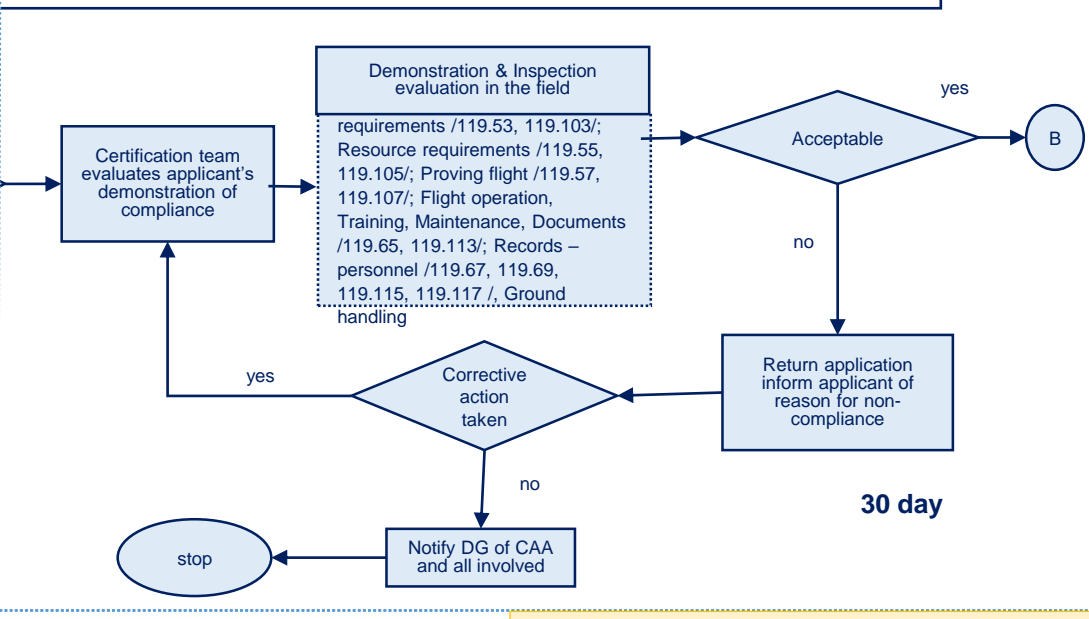 Demonstration & Inspection
evaluation in the field
yes
requirements /119.53, 119.103/;
Resource requirements /119.55,
119.105/; Proving flight /119.57,
119.107/; Flight operation,
Training, Maintenance, Documents
/119.65, 119.113/; Records –
personnel /119.67, 119.69,
119.115, 119.117 /, Ground
handling
Certification team
evaluates applicant's
demonstration of
compliance
Acceptable
B
no
Return application
inform applicant of
reason for non-
compliance
Corrective
action
taken
yes
no
30 day
Notify DG of CAA
and all involved
stop